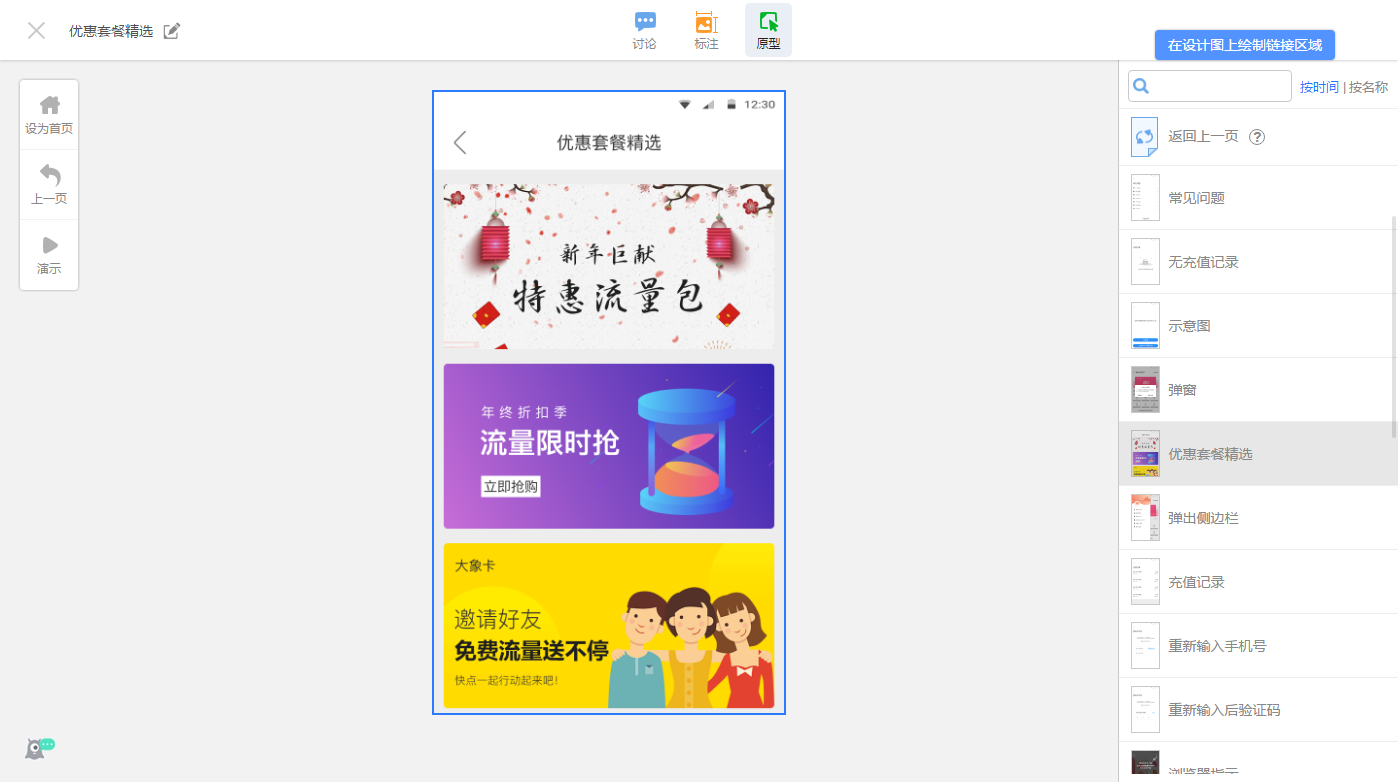 优惠套餐精选
讨论
标注
原型
在设计图上绘制链接区域
设为首页
上一页
演示
12:30
优惠套餐精选
新年巨献
特惠流量包
年终折扣季
流量限时抢
立即抢购
大象卡
邀请好友
免费流量送不停
快点一起行动起来吧!
按时间 | 按名称
返回上一页 ?
常见问题
无充值记录
示意图
弹窗
优惠套餐精选
弹出侧边栏
充值记录
重新输入手机号
重新输入后验证码
浏览器指示